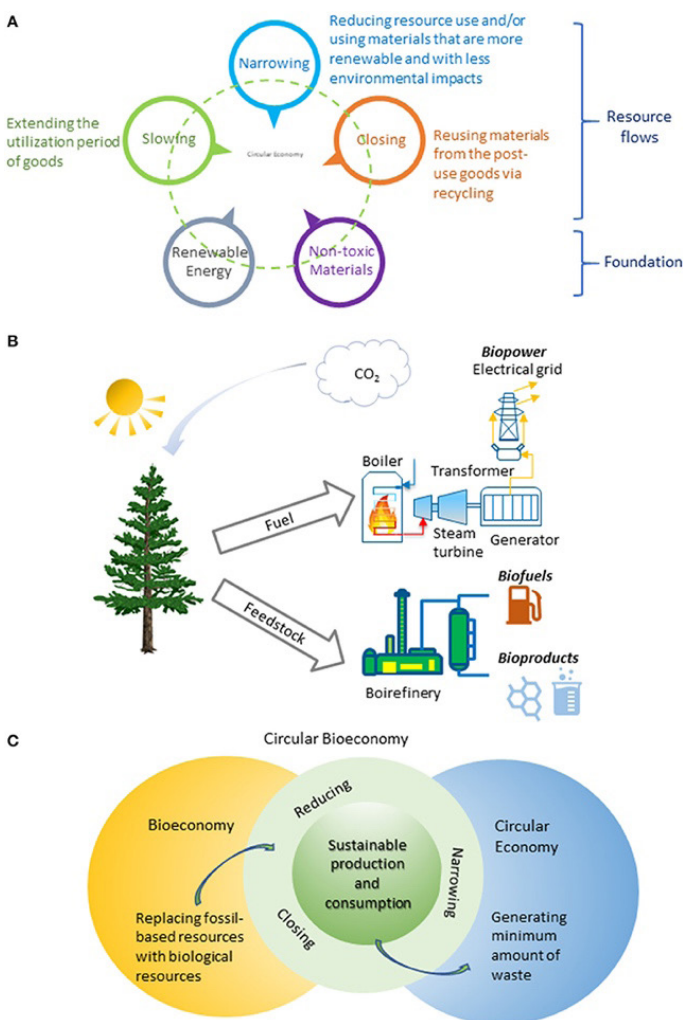 A
Narrowing
Reducing resource use and/or
using materials that are more
renewable and with less
environmental impacts
Slowing
Extending the
utilization period
of goods
Circular Economy
Closing
Reusing materials
from the post-
use goods via
recycling
Resource
flows
Renewable
Energy
Non-toxic
Materials
Foundation
B
CO₂
Biopower
Electrical grid
Boiler
Transformer
Fuel
Steam
turbine
Generator
Feedstock
Biofuels
Boirefinery
Bioproducts
C
Circular Bioeconomy
Bioeconomy
Replacing fossil-
based resources
with biological
resources
Reducing
Narrowing
Closing
Sustainable
production
and
consumption
Circular
Economy
Generating
minimum
amount of
waste